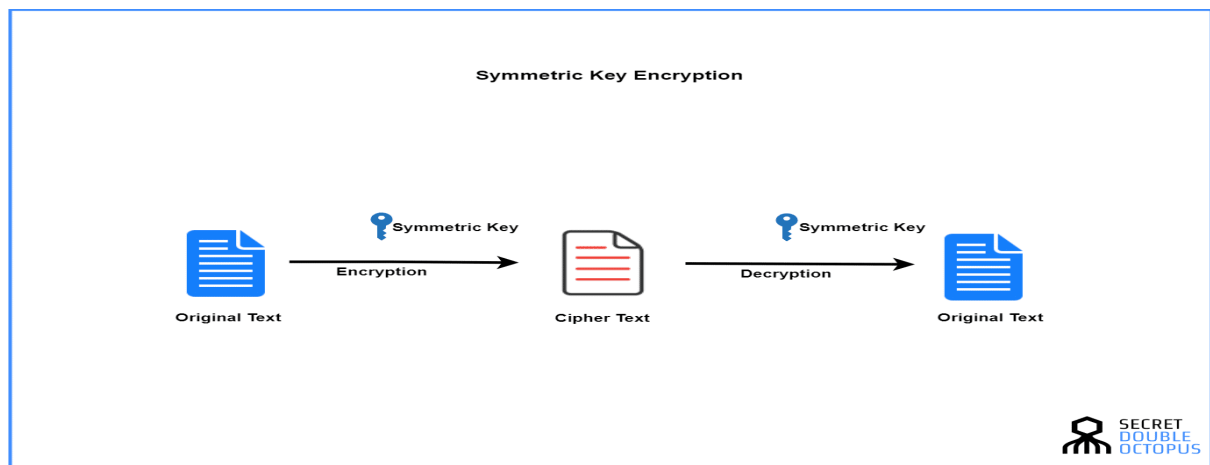 Symmetric Key Encryption
Symmetric Key
Encryption
Symmetric Key
Decryption
Original Text
Cipher Text
Original Text
SECRET
DOUBLE
OCTOPUS